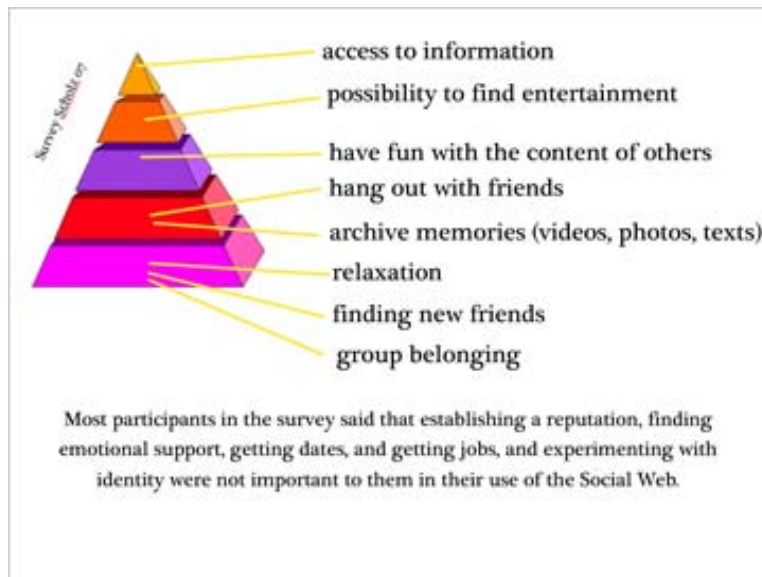 Survey Scholz 07
access to information
possibility to find entertainment
have fun with the content of others
hang out with friends
archive memories (videos, photos, texts)
relaxation
finding new friends
group belonging
Most participants in the survey said that establishing a reputation, finding
emotional support, getting dates, and getting jobs, and experimenting with
identity were not important to them in their use of the Social Web.